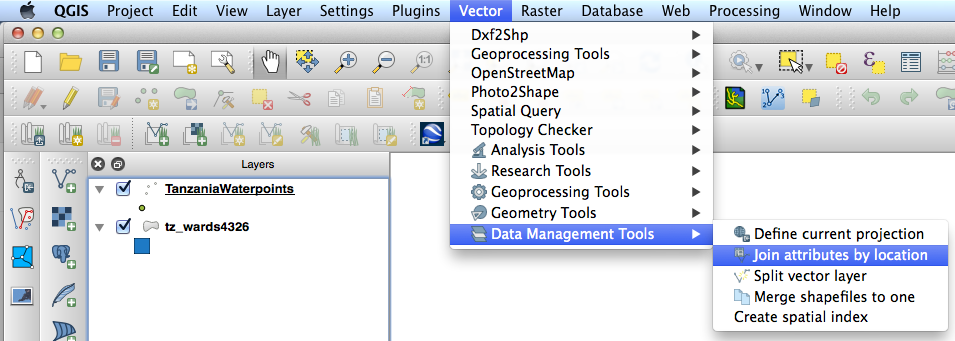 QGIS Project Edit View Layer Settings Plugins Vector Raster Database Web Processing Window Help
Dxf2Shp
Geoprocessing Tools
OpenStreetMap
Photo2Shape
Spatial Query
Topology Checker
Analysis Tools
Research Tools
Geoprocessing Tools
Geometry Tools
Data Management Tools
Define current projection
Join attributes by location
Split vector layer
Merge shapefiles to one
Create spatial index
1:1
Layers
TanzaniaWaterpoints
tz_wards4326